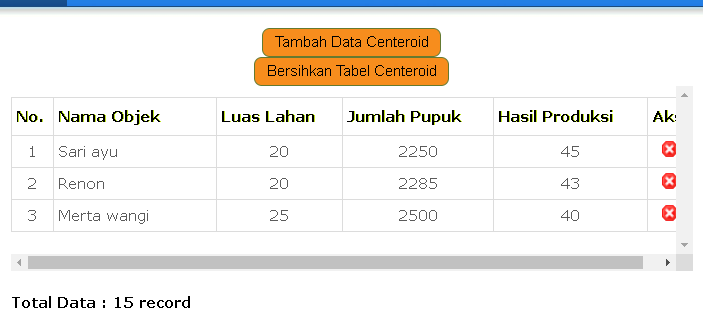 Tambah Data Centeroid
Bersihkan Tabel Centeroid
No. Nama Objek Luas Lahan Jumlah Pupuk Hasil Produksi
1 Sari ayu 20 2250 45
2 Renon 20 2285 43
3 Merta wangi 25 2500 40
Total Data : 15 record